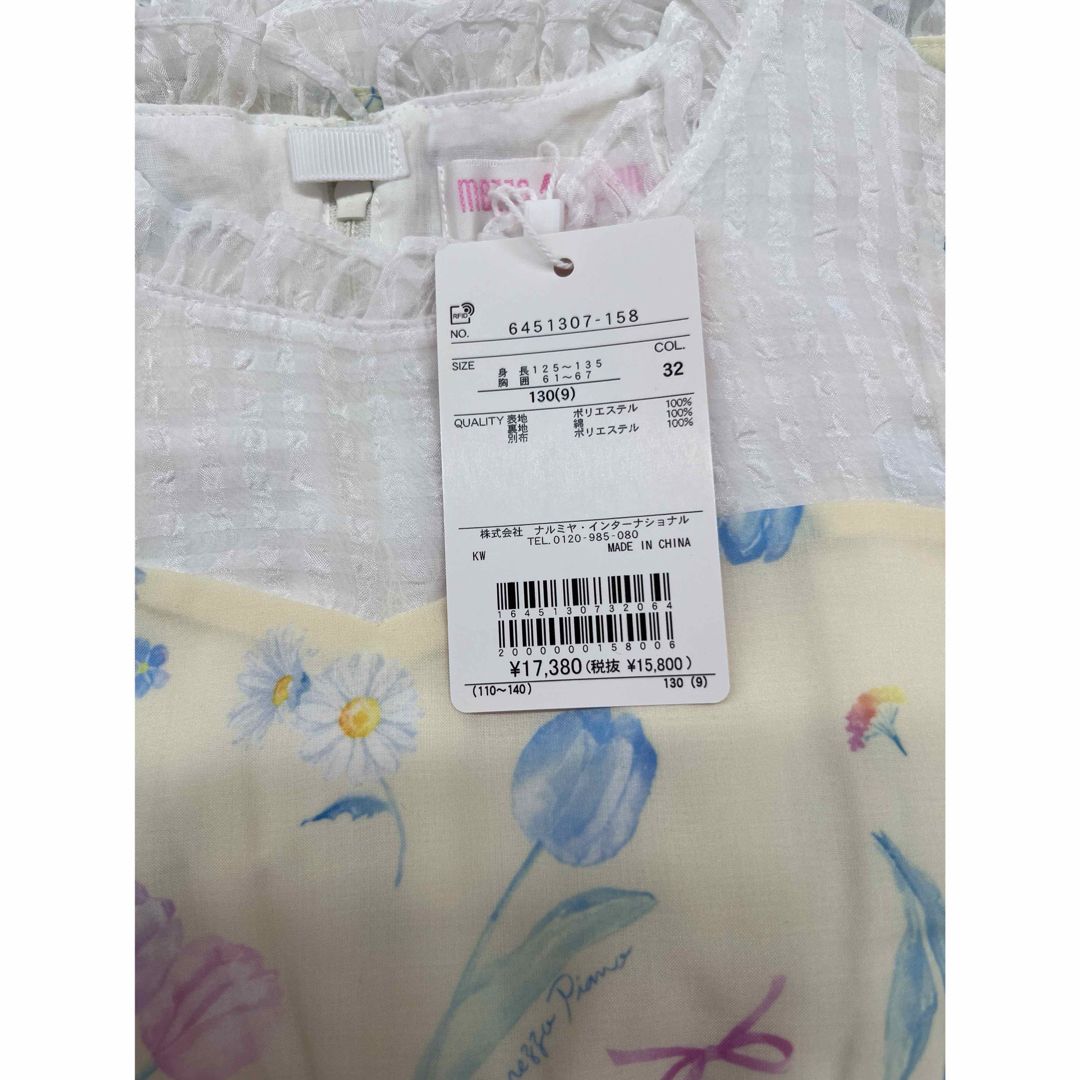 mezzo
RFID
NO. 6451307-158
SIZE 身長125～135 COL.
胸囲 61～67 32
130(9)
QUALITY 表地 ポリエステル 100%
裏地 綿 100%
別布 ポリエステル 100%
株式会社 ナルミヤ・インターナショナル
TEL.0120-985-080
KW MADE IN CHINA
1645130732064
2000000158006
¥17,380(税抜 ¥15,800)
(110～140) 130 (9)
mezzo Piano